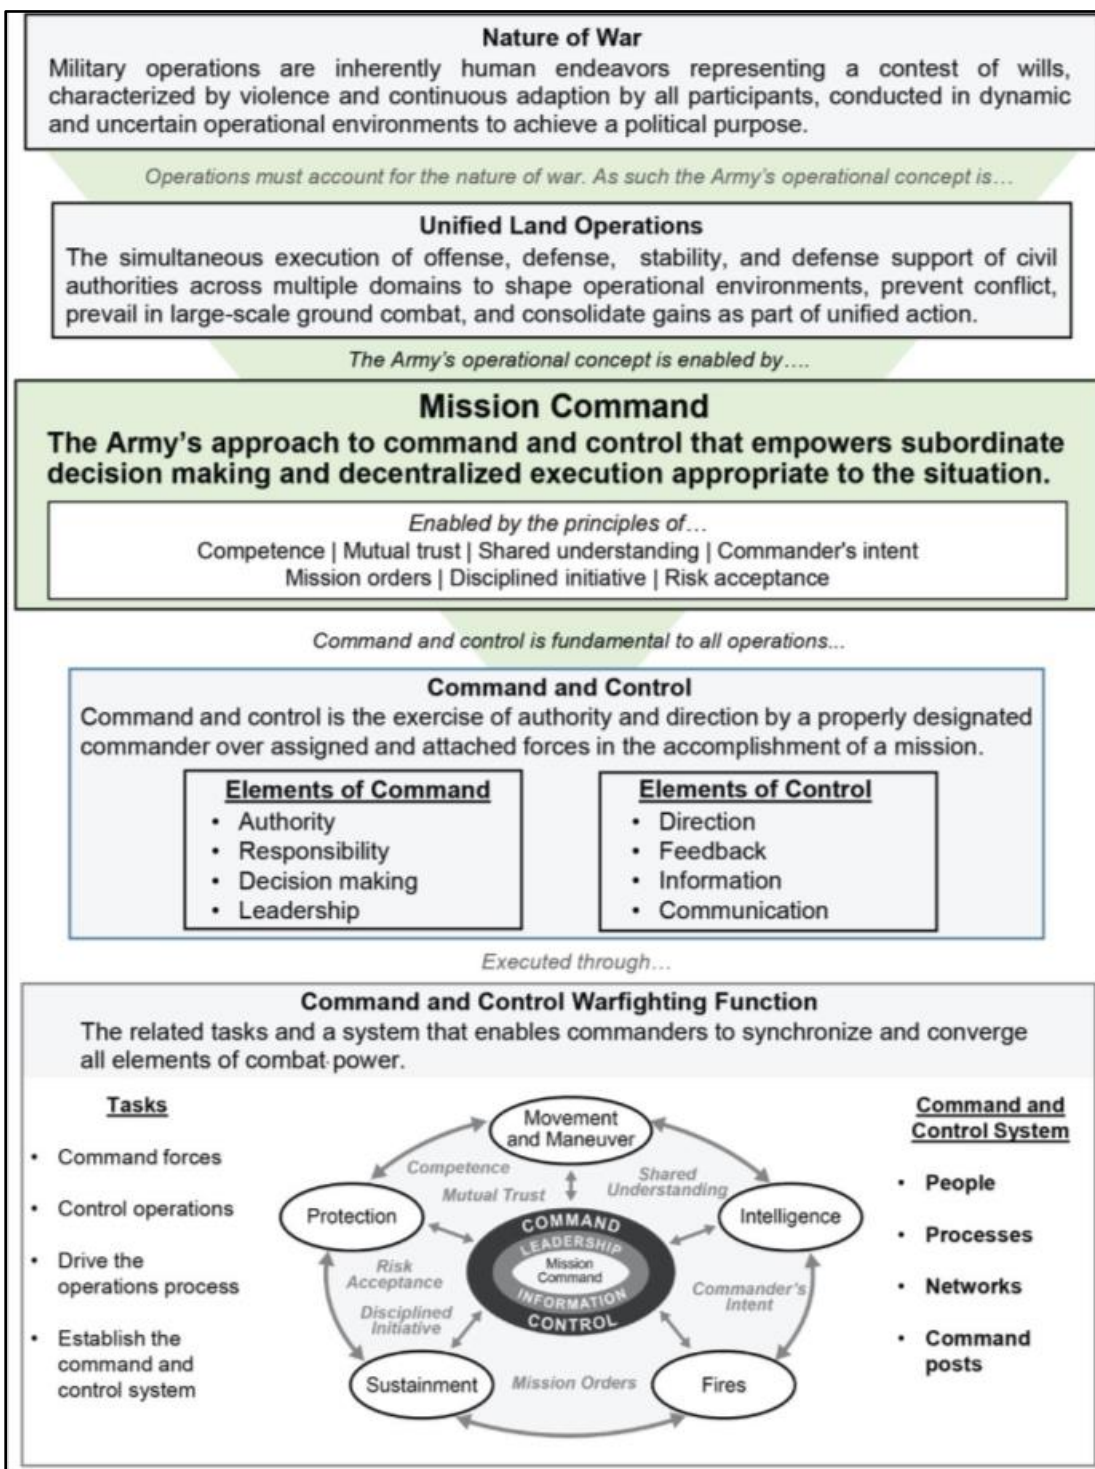 Nature of War
Military operations are inherently human endeavors representing a contest of wills,
characterized by violence and continuous adaption by all participants, conducted in dynamic
and uncertain operational environments to achieve a political purpose.
Operations must account for the nature of war. As such the Army's operational concept is…
Unified Land Operations
The simultaneous execution of offense, defense, stability, and defense support of civil
authorities across multiple domains to shape operational environments, prevent conflict,
prevail in large-scale ground combat, and consolidate gains as part of unified action.
The Army's operational concept is enabled by….
Mission Command
The Army's approach to command and control that empowers subordinate
decision making and decentralized execution appropriate to the situation.
Enabled by the principles of…
Competence | Mutual trust | Shared understanding | Commander's intent
Mission orders | Disciplined initiative | Risk acceptance
Command and control is fundamental to all operations...
Command and Control
Command and control is the exercise of authority and direction by a properly designated
commander over assigned and attached forces in the accomplishment of a mission.
Elements of Command
• Authority
• Responsibility
• Decision making
• Leadership
Elements of Control
• Direction
• Feedback
• Information
• Communication
Executed through…
Command and Control Warfighting Function
The related tasks and a system that enables commanders to synchronize and converge
all elements of combat power.
Tasks
• Command forces
• Control operations
• Drive the
operations process
• Establish the
command and
control system
Movement
and Maneuver
Competence
Mutual Trust
Shared
Understanding
Protection
Intelligence
COMMAND
LEADERSHIP
Mission
Command
INFORMATION
CONTROL
Risk
Acceptance
Disciplined
Initiative
Commander's
Intent
Sustainment
Mission Orders
Fires
Command and
Control System
• People
• Processes
• Networks
• Command
posts